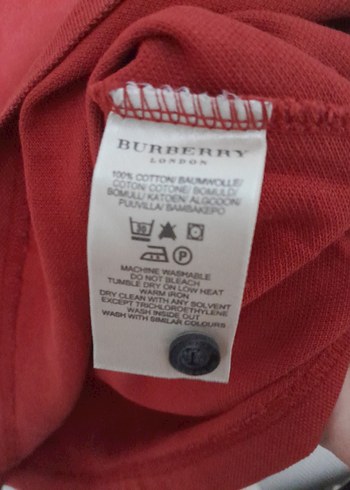 BURBERRY
LONDON
100% COTTON/ BAUMWOLLE/
COTON/ COTONE/ BOMULD/
BOMULL/ KATOEN/ ALGODON/
PUUVILLA/ БАМБАКЕРО
30
P
MACHINE WASHABLE
DO NOT BLEACH
TUMBLE DRY ON LOW HEAT
WARM IRON
DRY CLEAN WITH ANY SOLVENT
EXCEPT TRICHLOROETHYLENE
WASH INSIDE OUT
WASH WITH SIMILAR COLOURS